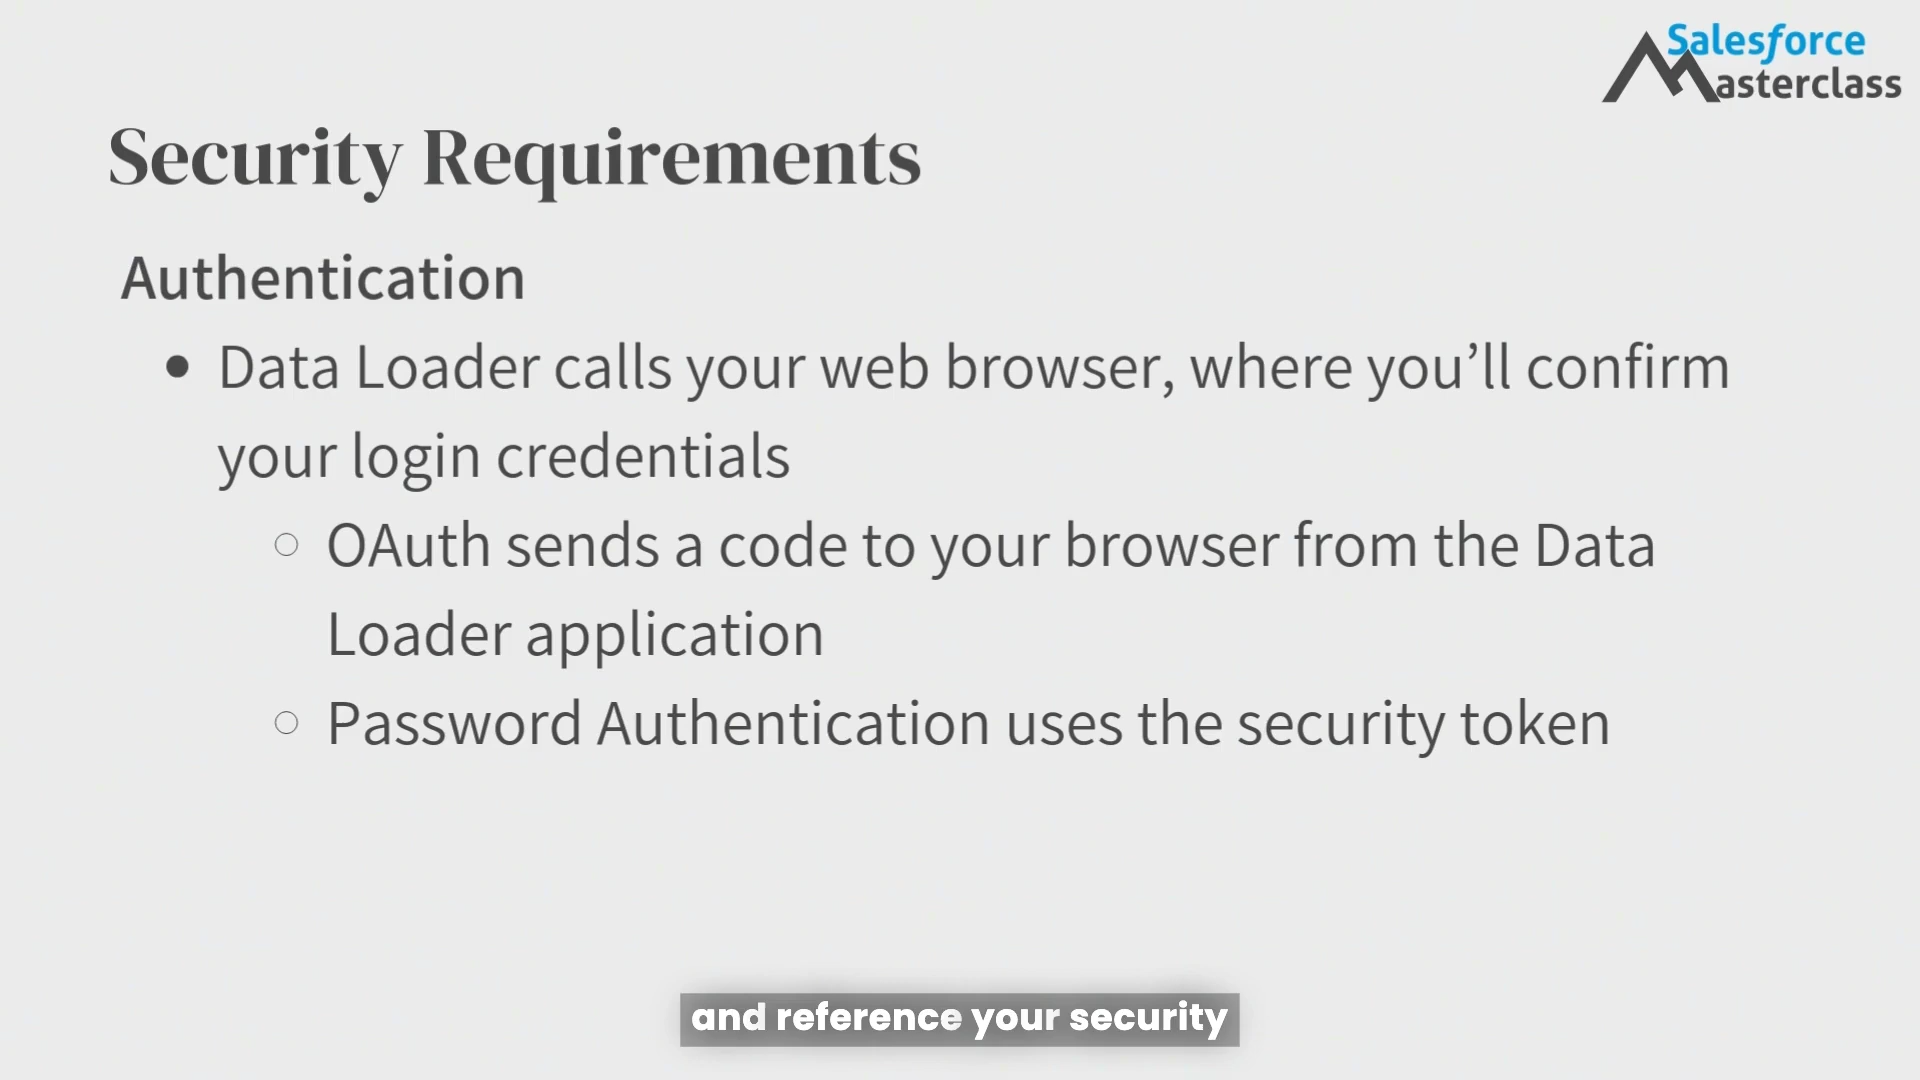 Salesforce
Masterclass
Security Requirements
Authentication
• Data Loader calls your web browser, where you’ll confirm
your login credentials
○ OAuth sends a code to your browser from the Data
Loader application
○ Password Authentication uses the security token
and reference your security